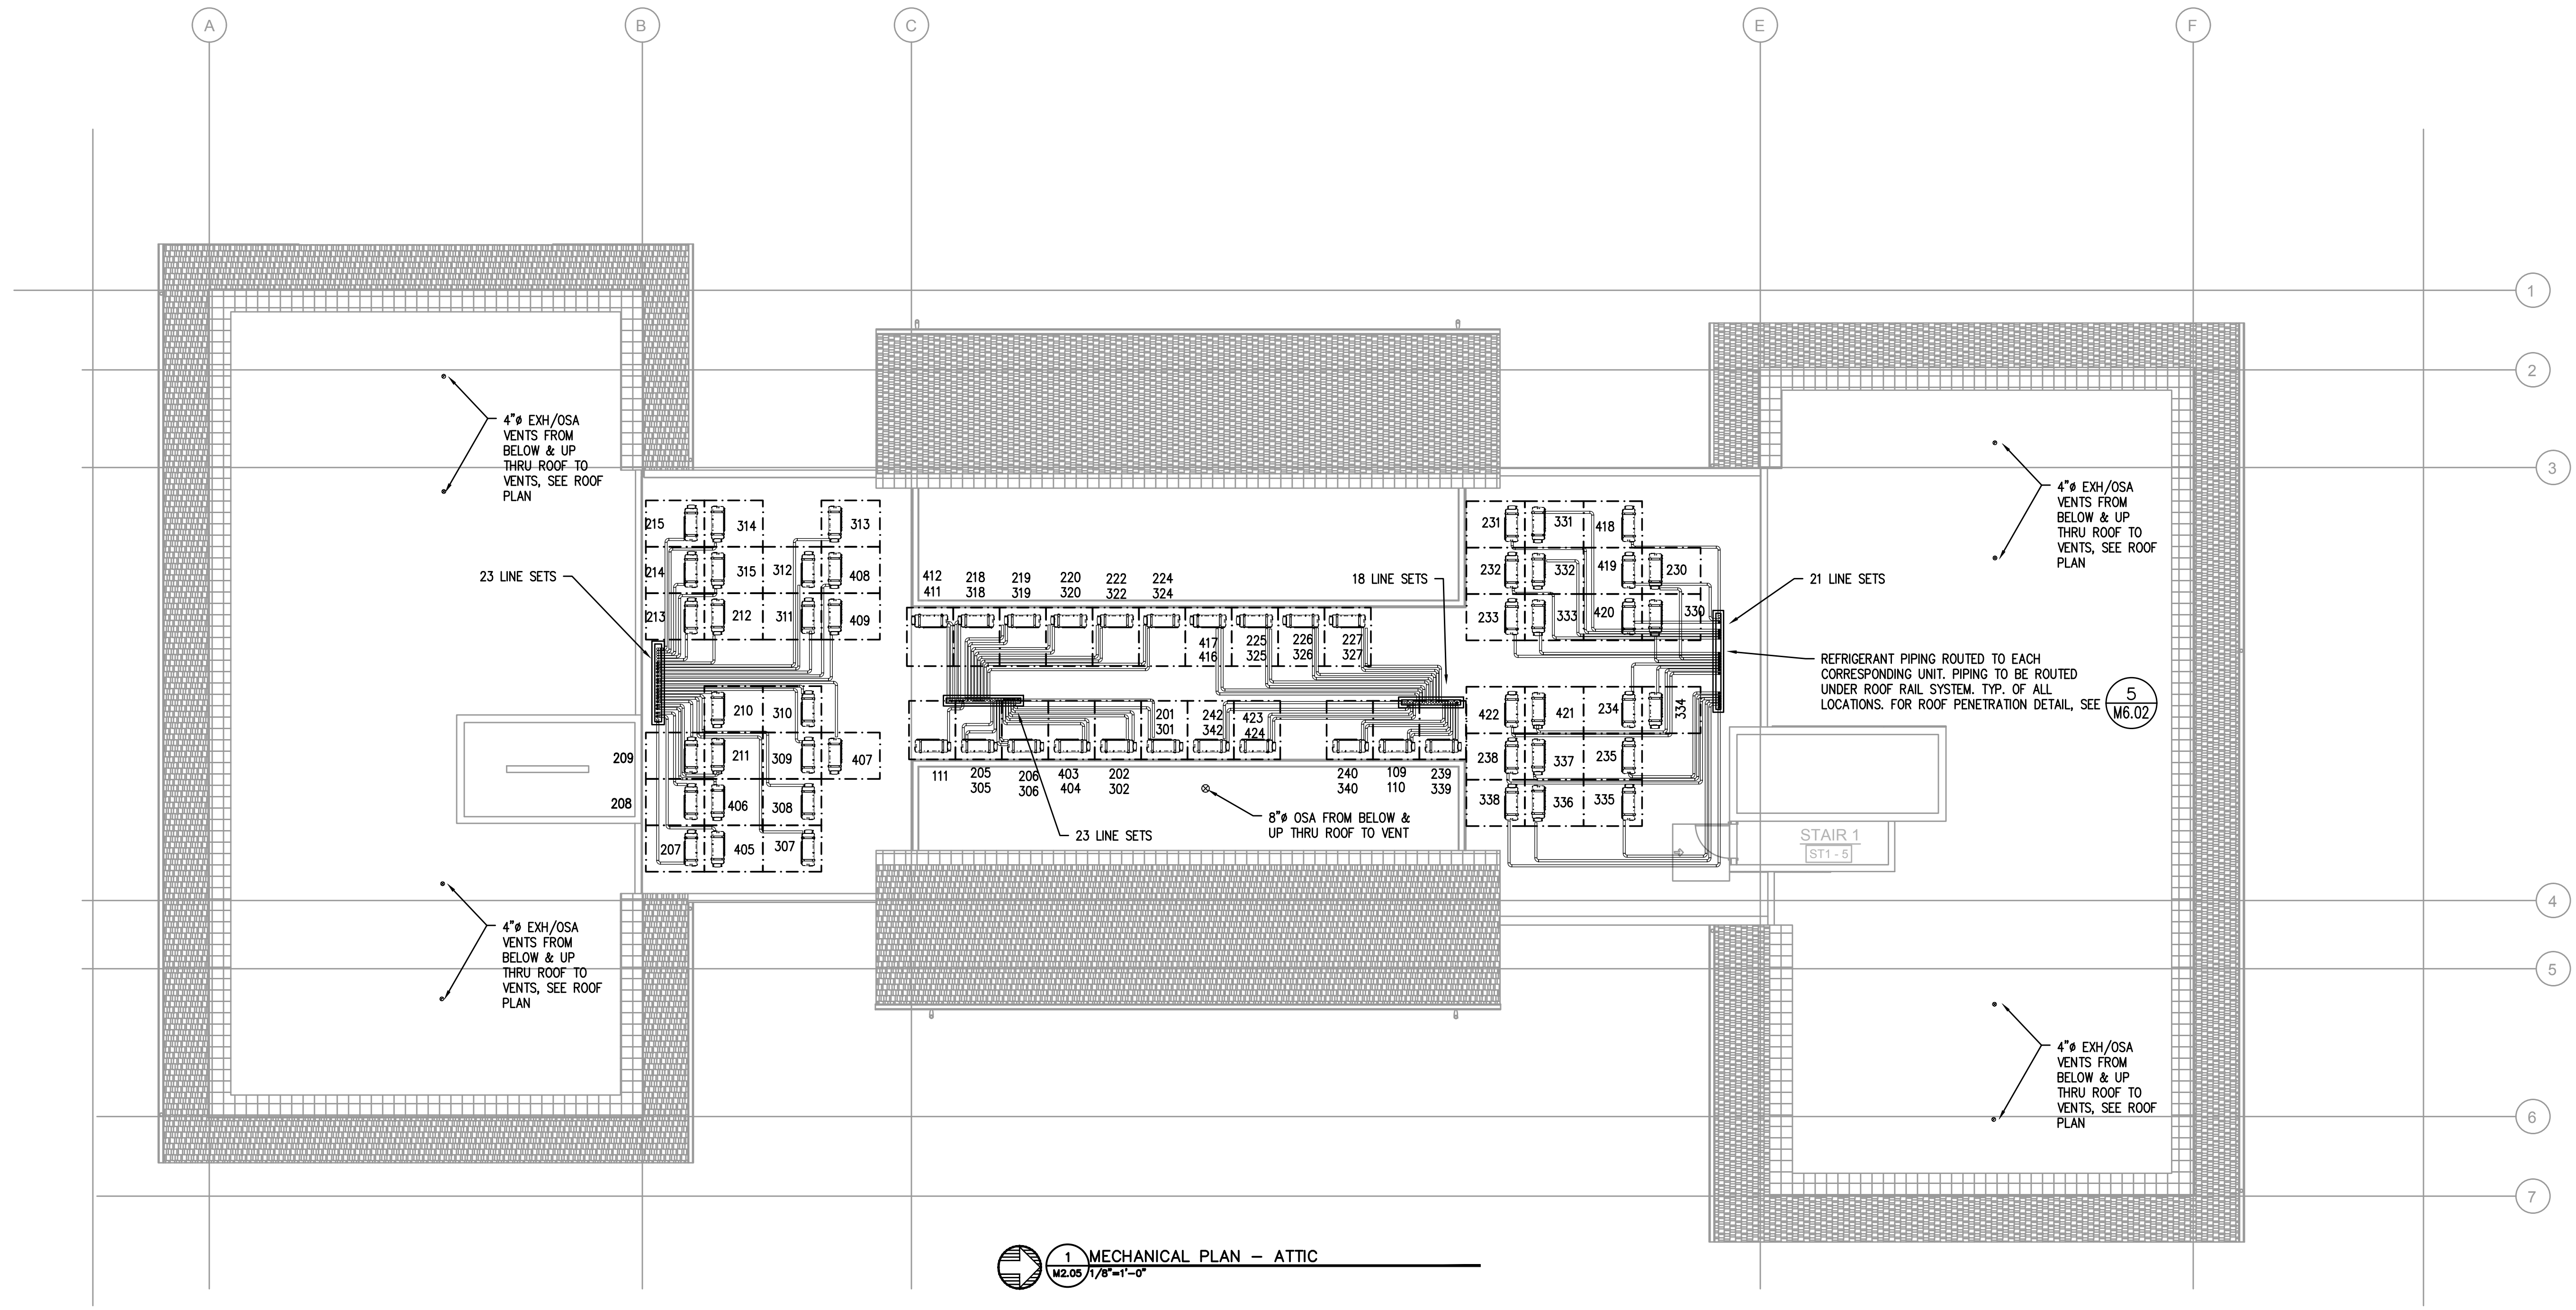 A
B
C
E
F
1
2
3
4
5
6
7
4"ø EXH/OSA
VENTS FROM
BELOW & UP
THRU ROOF TO
VENTS, SEE ROOF
PLAN
4"ø EXH/OSA
VENTS FROM
BELOW & UP
THRU ROOF TO
VENTS, SEE ROOF
PLAN
23 LINE SETS
215
314
313
214
315
312
408
213
212
311
409
210
310
209
211
309
407
208
406
308
207
405
307
412
411
218
318
219
319
220
320
222
322
224
324
417
416
225
325
226
326
227
327
18 LINE SETS
201
301
242
342
423
424
111
205
305
206
306
403
404
202
302
240
340
109
110
239
339
23 LINE SETS
8"ø OSA FROM BELOW &
UP THRU ROOF TO VENT
231
331
418
232
332
419
230
233
333
420
330
422
421
234
334
238
337
235
338
336
335
21 LINE SETS
REFRIGERANT PIPING ROUTED TO EACH
CORRESPONDING UNIT. PIPING TO BE ROUTED
UNDER ROOF RAIL SYSTEM. TYP. OF ALL
LOCATIONS. FOR ROOF PENETRATION DETAIL, SEE
5
M6.02
STAIR 1
ST1 - 5
4"ø EXH/OSA
VENTS FROM
BELOW & UP
THRU ROOF TO
VENTS, SEE ROOF
PLAN
4"ø EXH/OSA
VENTS FROM
BELOW & UP
THRU ROOF TO
VENTS, SEE ROOF
PLAN
1
M2.05
MECHANICAL PLAN – ATTIC
1/8"=1'-0"